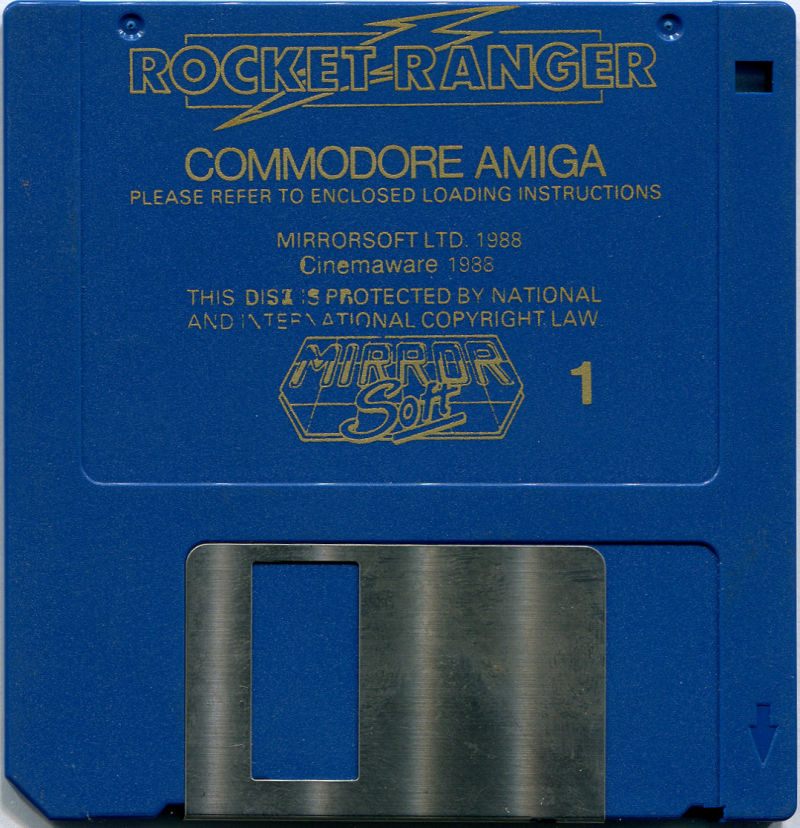 ROCKET RANGER
COMMODORE AMIGA
PLEASE REFER TO ENCLOSED LOADING INSTRUCTIONS
MIRRORSOFT LTD. 1988
Cinemaware 1988
THIS DISK IS PROTECTED BY NATIONAL
AND INTERNATIONAL COPYRIGHT LAW.
MIRROR
Soft
1